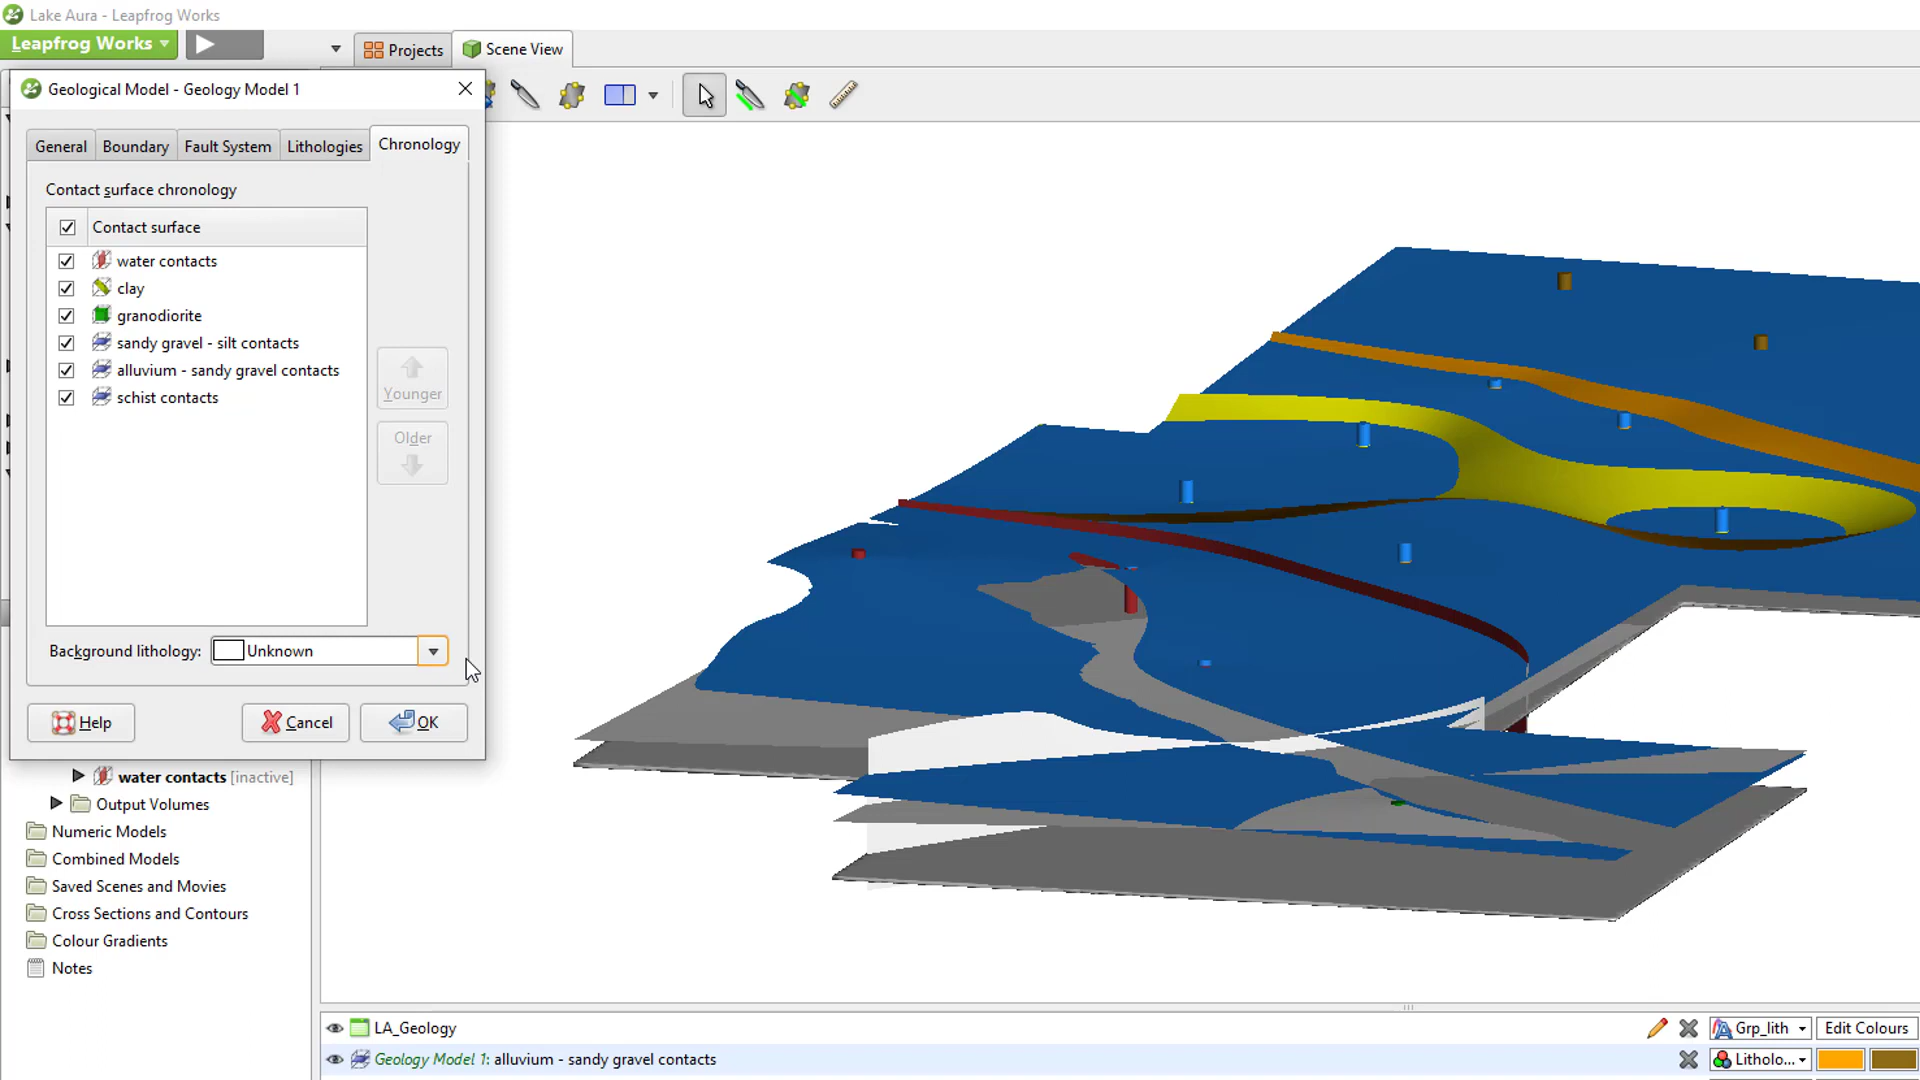 Lake Aura - Leapfrog Works
Leapfrog Works
Projects
Scene View
Geological Model - Geology Model 1
General
Boundary
Fault System
Lithologies
Chronology
Contact surface chronology
Contact surface
water contacts
clay
granodiorite
sandy gravel - silt contacts
alluvium - sandy gravel contacts
schist contacts
Younger
Older
Background lithology: Unknown
Help
Cancel
OK
water contacts [inactive]
Output Volumes
Numeric Models
Combined Models
Saved Scenes and Movies
Cross Sections and Contours
Colour Gradients
Notes
LA_Geology
Grp_lith
Edit Colours
Geology Model 1: alluvium - sandy gravel contacts
Litholo...